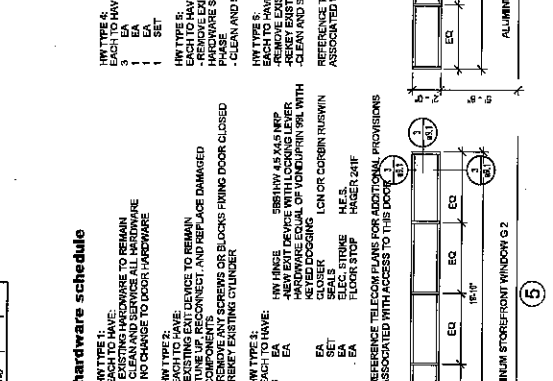 hardware schedule
HW TYPE 1:
EACH TO HAVE:
EXISTING HARDWARE TO REMAIN
CLEAN AND SERVICE ALL HARDWARE
NO CHANGE TO DOOR HARDWARE
HW TYPE 2:
EACH TO HAVE:
EXISTING EXIT DEVICE TO REMAIN
TUNE UP, RECONNECT, AND REPLACE DAMAGED
COMPONENTS
REMOVE ANY SCREWS OR BLOCKS FIXING DOOR CLOSED
REKEY EXISTING CYLINDER
HW TYPE 3:
EACH TO HAVE:
EA HW HINGE 5BB1HW 4.5 X4.5 NRP
EA -NEW EXIT DEVICE WITH LOCKING LEVER
HARDWARE EQUAL OF VONDUPRIN 99L WITH
KEYED DOGGING
EA CLOSER LCN OR CORBIN RUSWIN
SET SEALS
EA ELEC. STRIKE H.E.S.
EA FLOOR STOP HAGER 241F
REFERENCE TELECOM PLANS FOR ADDITIONAL PROVISIONS
ASSOCIATED WITH ACCESS TO THIS DOOR
HW TYPE 4:
EACH TO HAV
3 EA
1 EA
1 EA
1 SET
HW TYPE 5:
EACH TO HAV
- REMOVE EXI
HARDWARE S
PHASE
- CLEAN AND S
HW TYPE 6:
EACH TO HAV
-REMOVE EXIS
-REKEY EXIST
-CLEAN AND S
REFERENCE T
ASSOCIATED
EQ
EQ
EQ
EQ
NUM STOREFRONT WINDOW G 2
5
ALUMIN